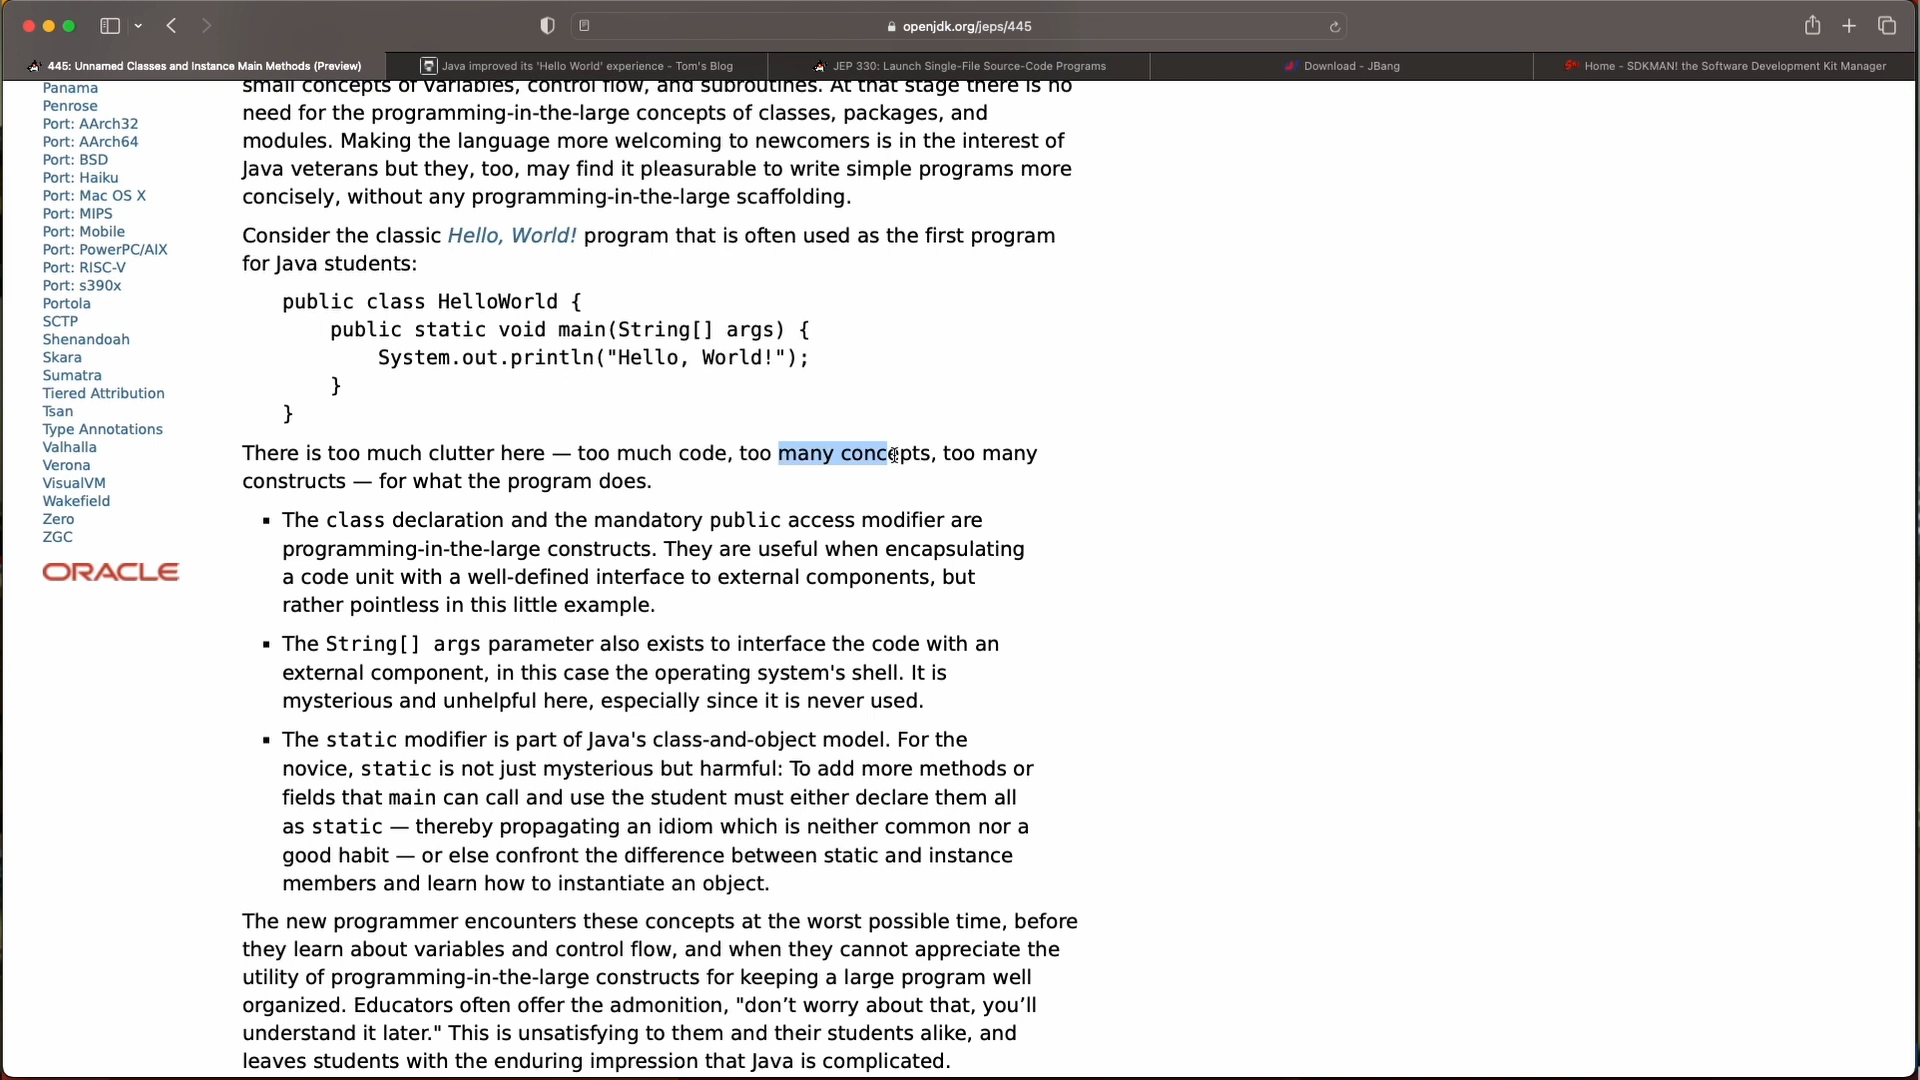 openjdk.org/jeps/445
445: Unnamed Classes and Instance Main Methods (Preview)
Java improved its 'Hello World' experience - Tom's Blog
JEP 330: Launch Single-File Source-Code Programs
Download - JBang
Home - SDKMAN! the Software Development Kit Manager
Panama
Penrose
Port: AArch32
Port: AArch64
Port: BSD
Port: Haiku
Port: Mac OS X
Port: MIPS
Port: Mobile
Port: PowerPC/AIX
Port: RISC-V
Port: s390x
Portola
SCTP
Shenandoah
Skara
Sumatra
Tiered Attribution
Tsan
Type Annotations
Valhalla
Verona
VisualVM
Wakefield
Zero
ZGC
ORACLE
small concepts of variables, control flow, and subroutines. At that stage there is no
need for the programming-in-the-large concepts of classes, packages, and
modules. Making the language more welcoming to newcomers is in the interest of
Java veterans but they, too, may find it pleasurable to write simple programs more
concisely, without any programming-in-the-large scaffolding.
Consider the classic Hello, World! program that is often used as the first program
for Java students:
public class HelloWorld {
public static void main(String[] args) {
System.out.println("Hello, World!");
}
}
There is too much clutter here — too much code, too many concepts, too many
constructs — for what the program does.
▪ The class declaration and the mandatory public access modifier are
programming-in-the-large constructs. They are useful when encapsulating
a code unit with a well-defined interface to external components, but
rather pointless in this little example.
▪ The String[] args parameter also exists to interface the code with an
external component, in this case the operating system's shell. It is
mysterious and unhelpful here, especially since it is never used.
▪ The static modifier is part of Java's class-and-object model. For the
novice, static is not just mysterious but harmful: To add more methods or
fields that main can call and use the student must either declare them all
as static — thereby propagating an idiom which is neither common nor a
good habit — or else confront the difference between static and instance
members and learn how to instantiate an object.
The new programmer encounters these concepts at the worst possible time, before
they learn about variables and control flow, and when they cannot appreciate the
utility of programming-in-the-large constructs for keeping a large program well
organized. Educators often offer the admonition, "don’t worry about that, you’ll
understand it later." This is unsatisfying to them and their students alike, and
leaves students with the enduring impression that Java is complicated.